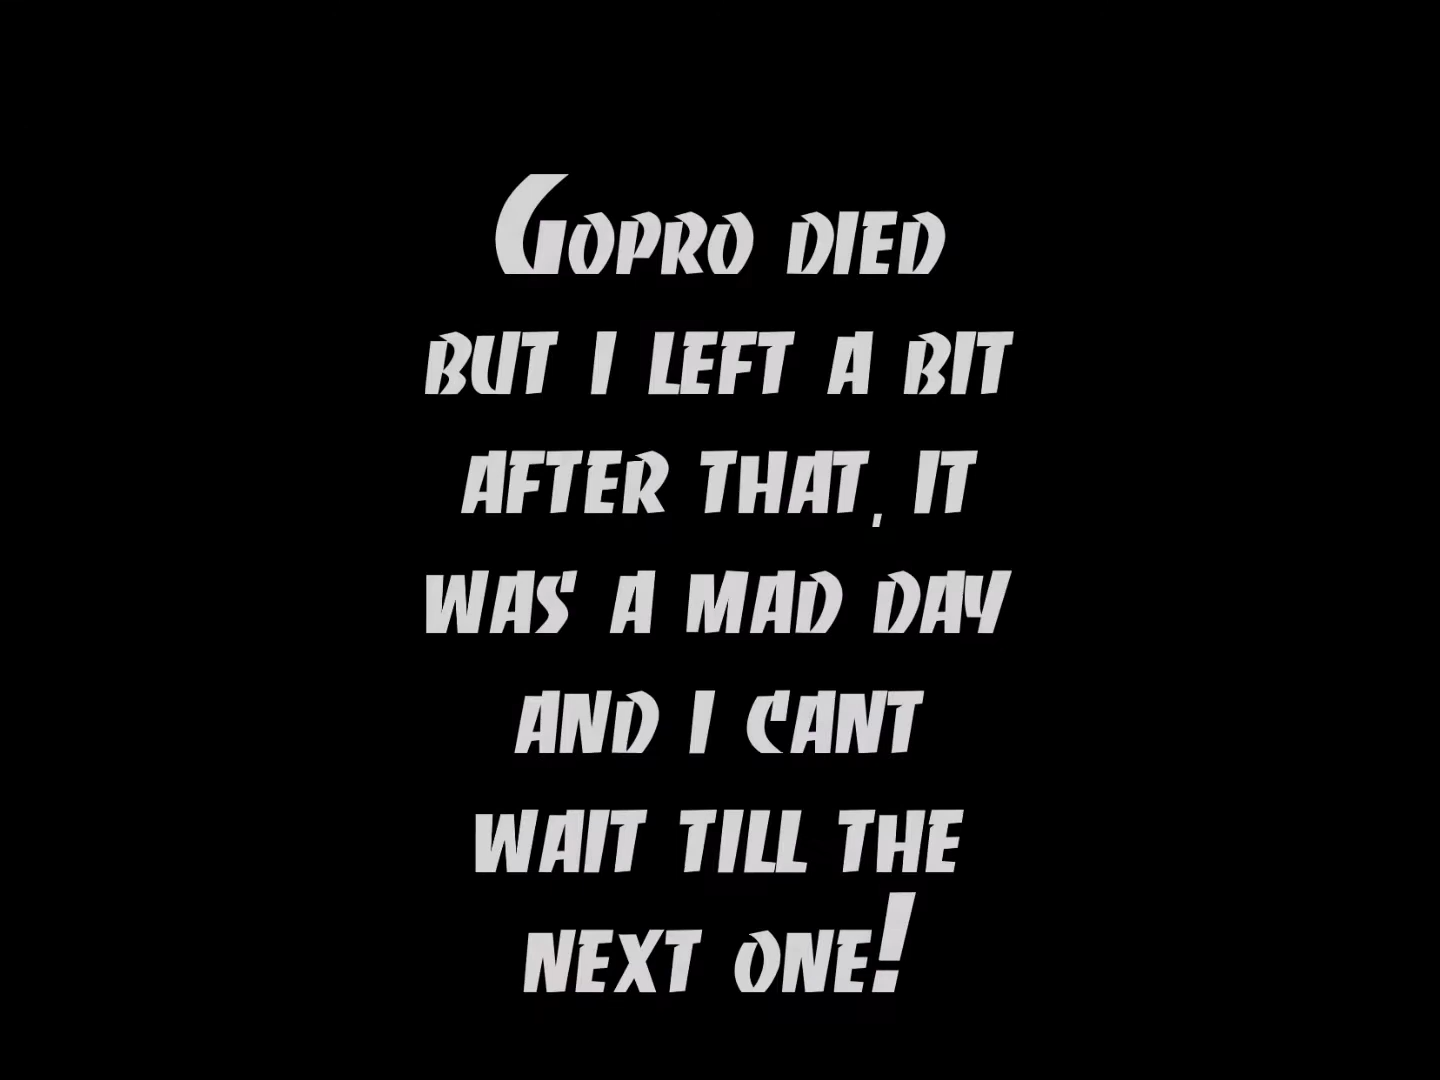 Gopro died
but i left a bit
after that, it
was a mad day
and i cant
wait till the
next one!